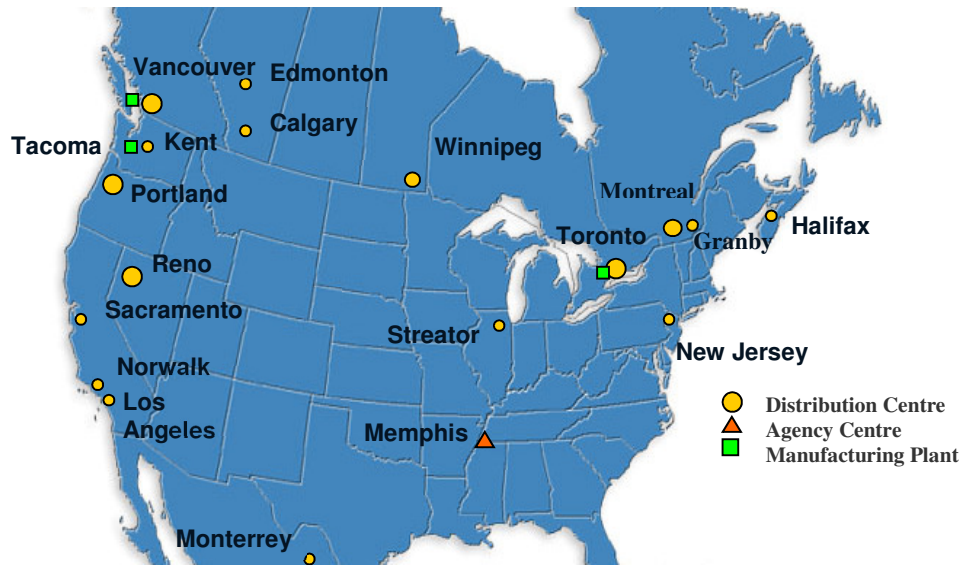 Vancouver
Edmonton
Calgary
Tacoma
Kent
Winnipeg
Portland
Montreal
Halifax
Toronto
Granby
Reno
Sacramento
Streator
New Jersey
Norwalk
Los
Angeles
Memphis
Distribution Centre
Agency Centre
Manufacturing Plant
Monterrey